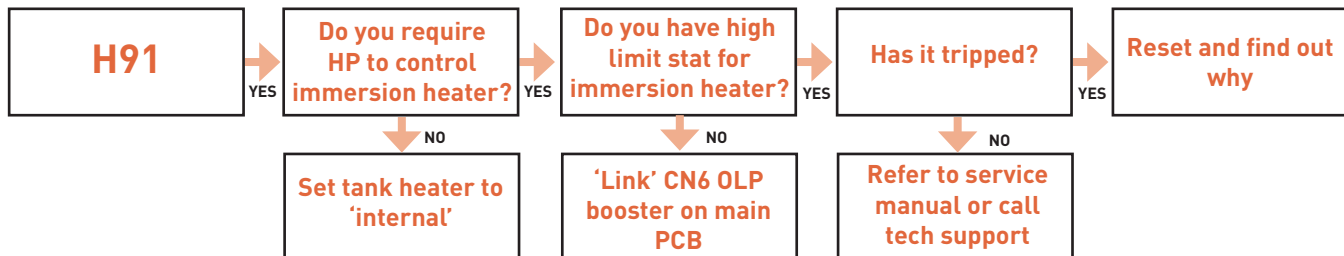 H91
YES
Do you require
HP to control
immersion heater?
YES
Do you have high
limit stat for
immersion heater?
YES
Has it tripped?
YES
Reset and find out
why
NO
Set tank heater to
‘internal’
NO
‘Link’ CN6 OLP
booster on main
PCB
NO
Refer to service
manual or call
tech support